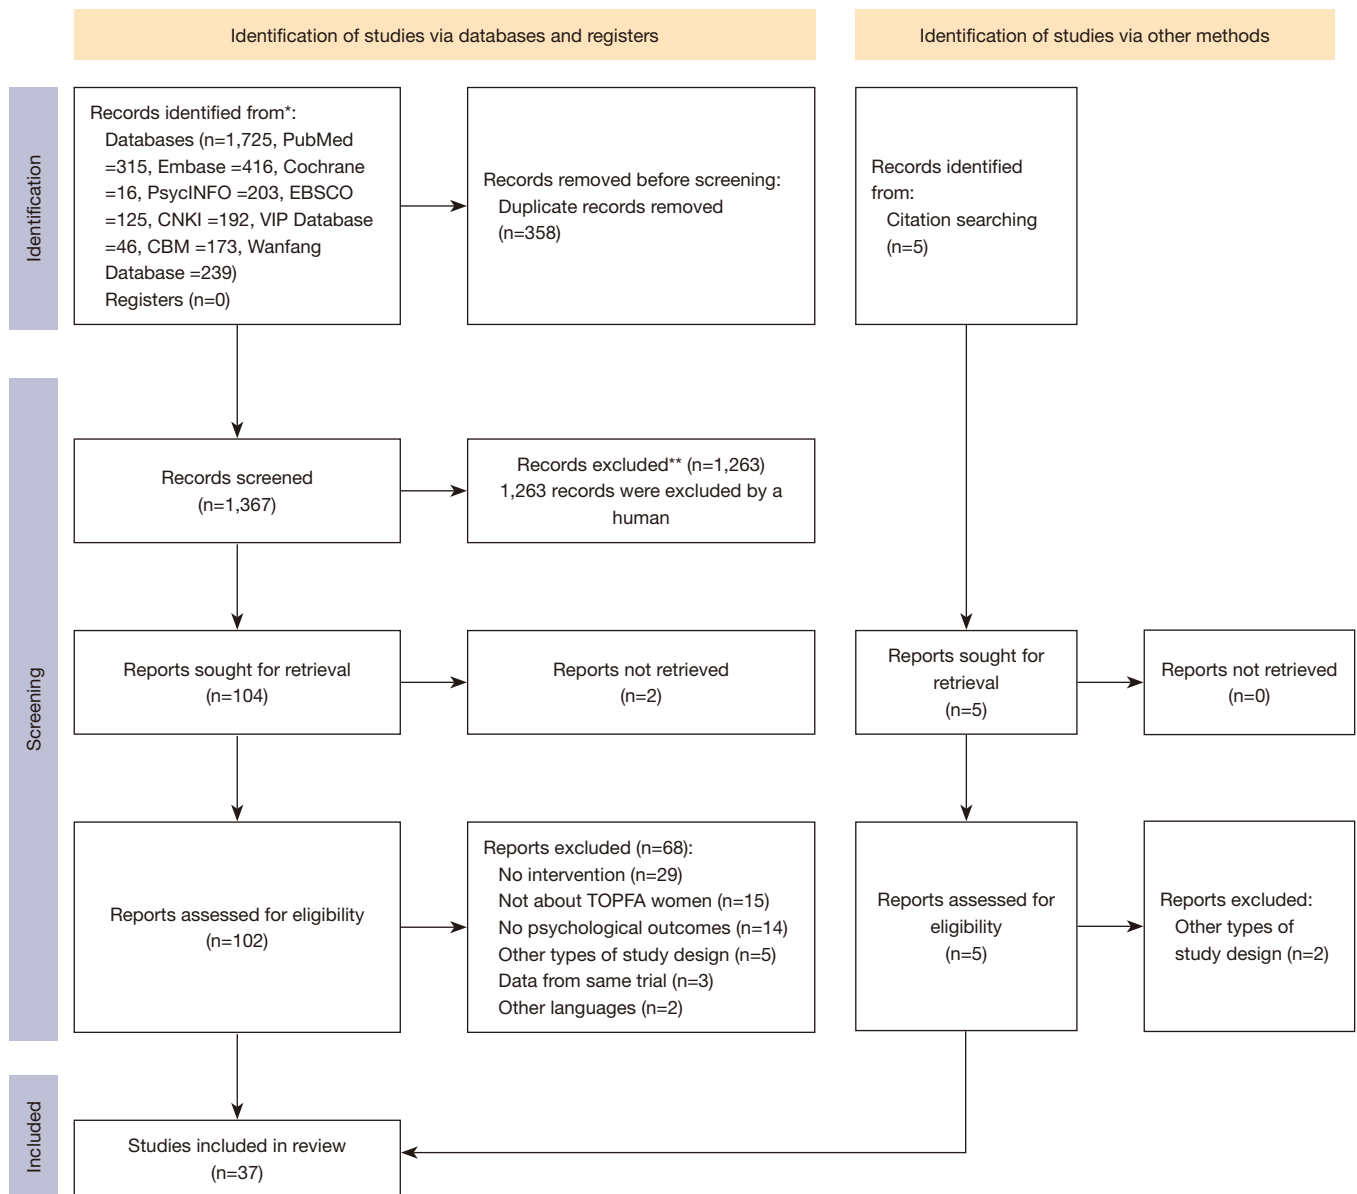 Identification of studies via databases and registers
Identification of studies via other methods
Identification
Records identified from*:
Databases (n=1,725, PubMed
=315, Embase =416, Cochrane
=16, PsycINFO =203, EBSCO
=125, CNKI =192, VIP Database
=46, CBM =173, Wanfang
Database =239)
Registers (n=0)
Records removed before screening:
Duplicate records removed
(n=358)
Records identified
from:
Citation searching
(n=5)
Screening
Records screened
(n=1,367)
Records excluded** (n=1,263)
1,263 records were excluded by a
human
Reports sought for retrieval
(n=104)
Reports not retrieved
(n=2)
Reports sought for
retrieval
(n=5)
Reports not retrieved
(n=0)
Reports assessed for eligibility
(n=102)
Reports excluded (n=68):
No intervention (n=29)
Not about TOPFA women (n=15)
No psychological outcomes (n=14)
Other types of study design (n=5)
Data from same trial (n=3)
Other languages (n=2)
Reports assessed for
eligibility
(n=5)
Reports excluded:
Other types of
study design (n=2)
Included
Studies included in review
(n=37)